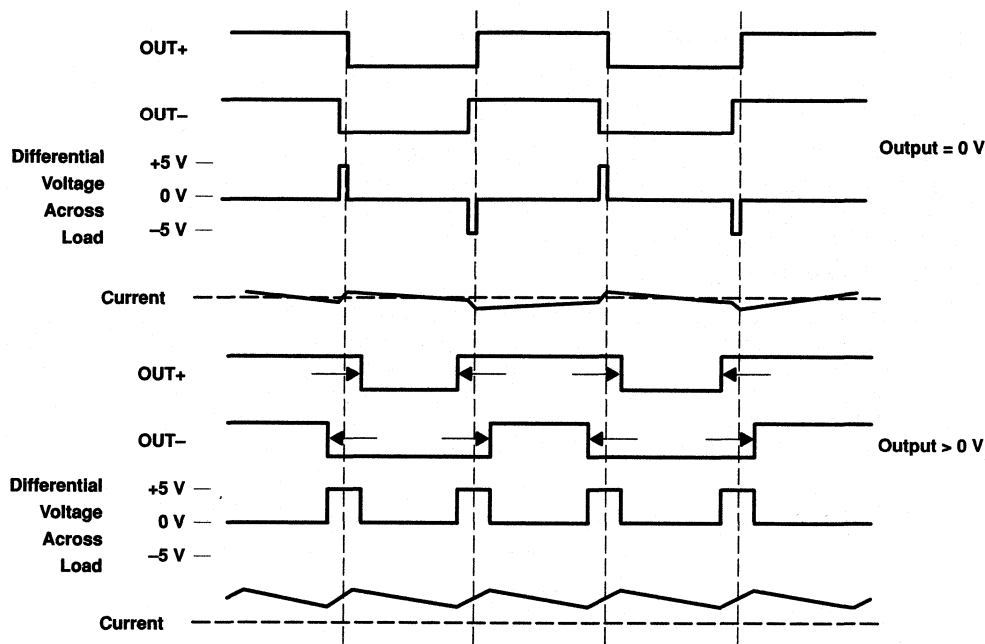 OUT+
OUT–
Output = 0 V
Differential
Voltage
Across
Load
+5 V
0 V
–5 V
Current
OUT+
OUT–
Output > 0 V
Differential
Voltage
Across
Load
+5 V
0 V
–5 V
Current